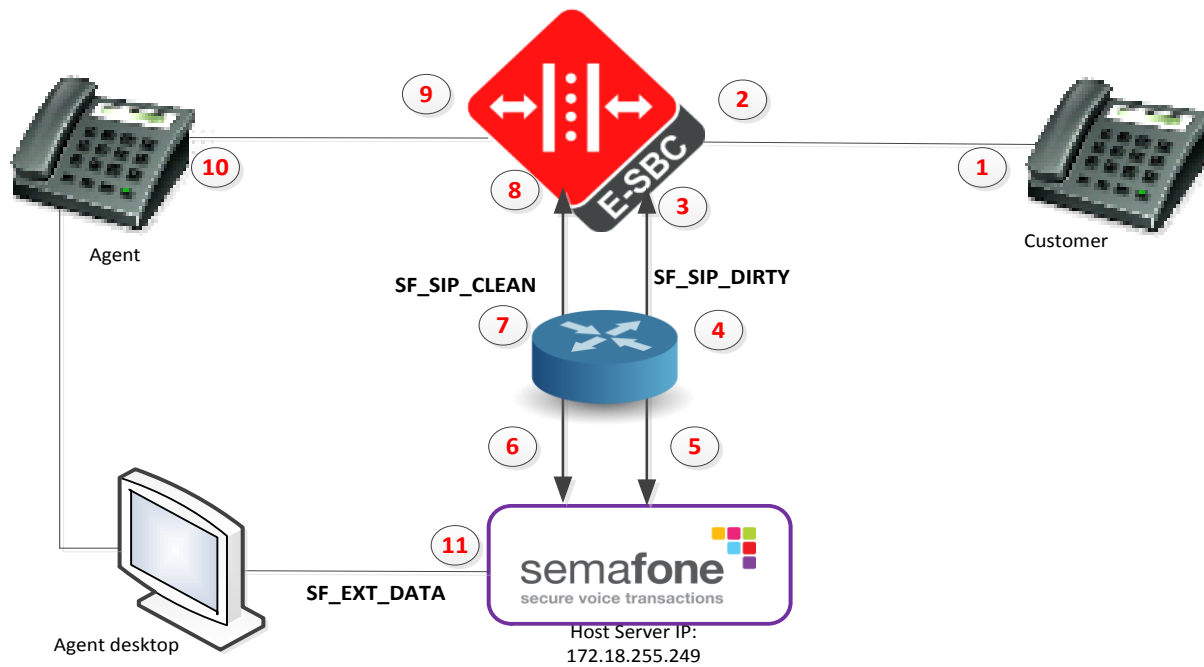 9
2
10
1
8
3
E-SBC
Agent
Customer
SF_SIP_CLEAN
SF_SIP_DIRTY
7
4
6
5
11
semafone
secure voice transactions
SF_EXT_DATA
Agent desktop
Host Server IP:
172.18.255.249